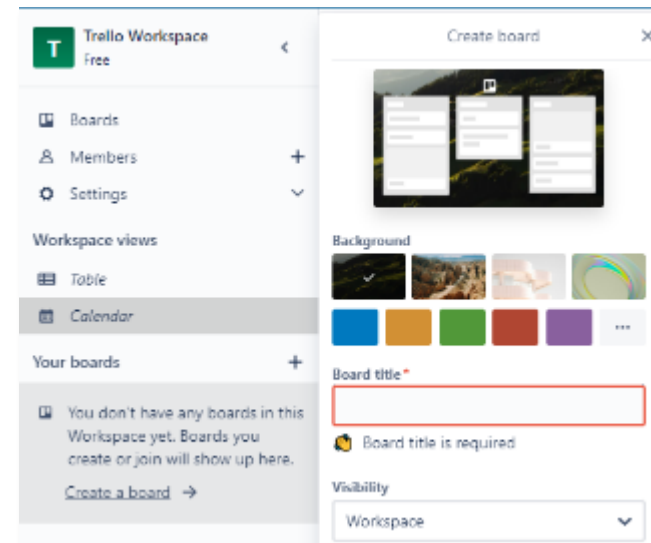 T
Trello Workspace
Free
Boards
Members
Settings
Workspace views
Table
Calendar
Your boards
You don't have any boards in this
Workspace yet. Boards you
create or join will show up here.
Create a board →
Create board
Background
Board title*
Board title is required
Visibility
Workspace